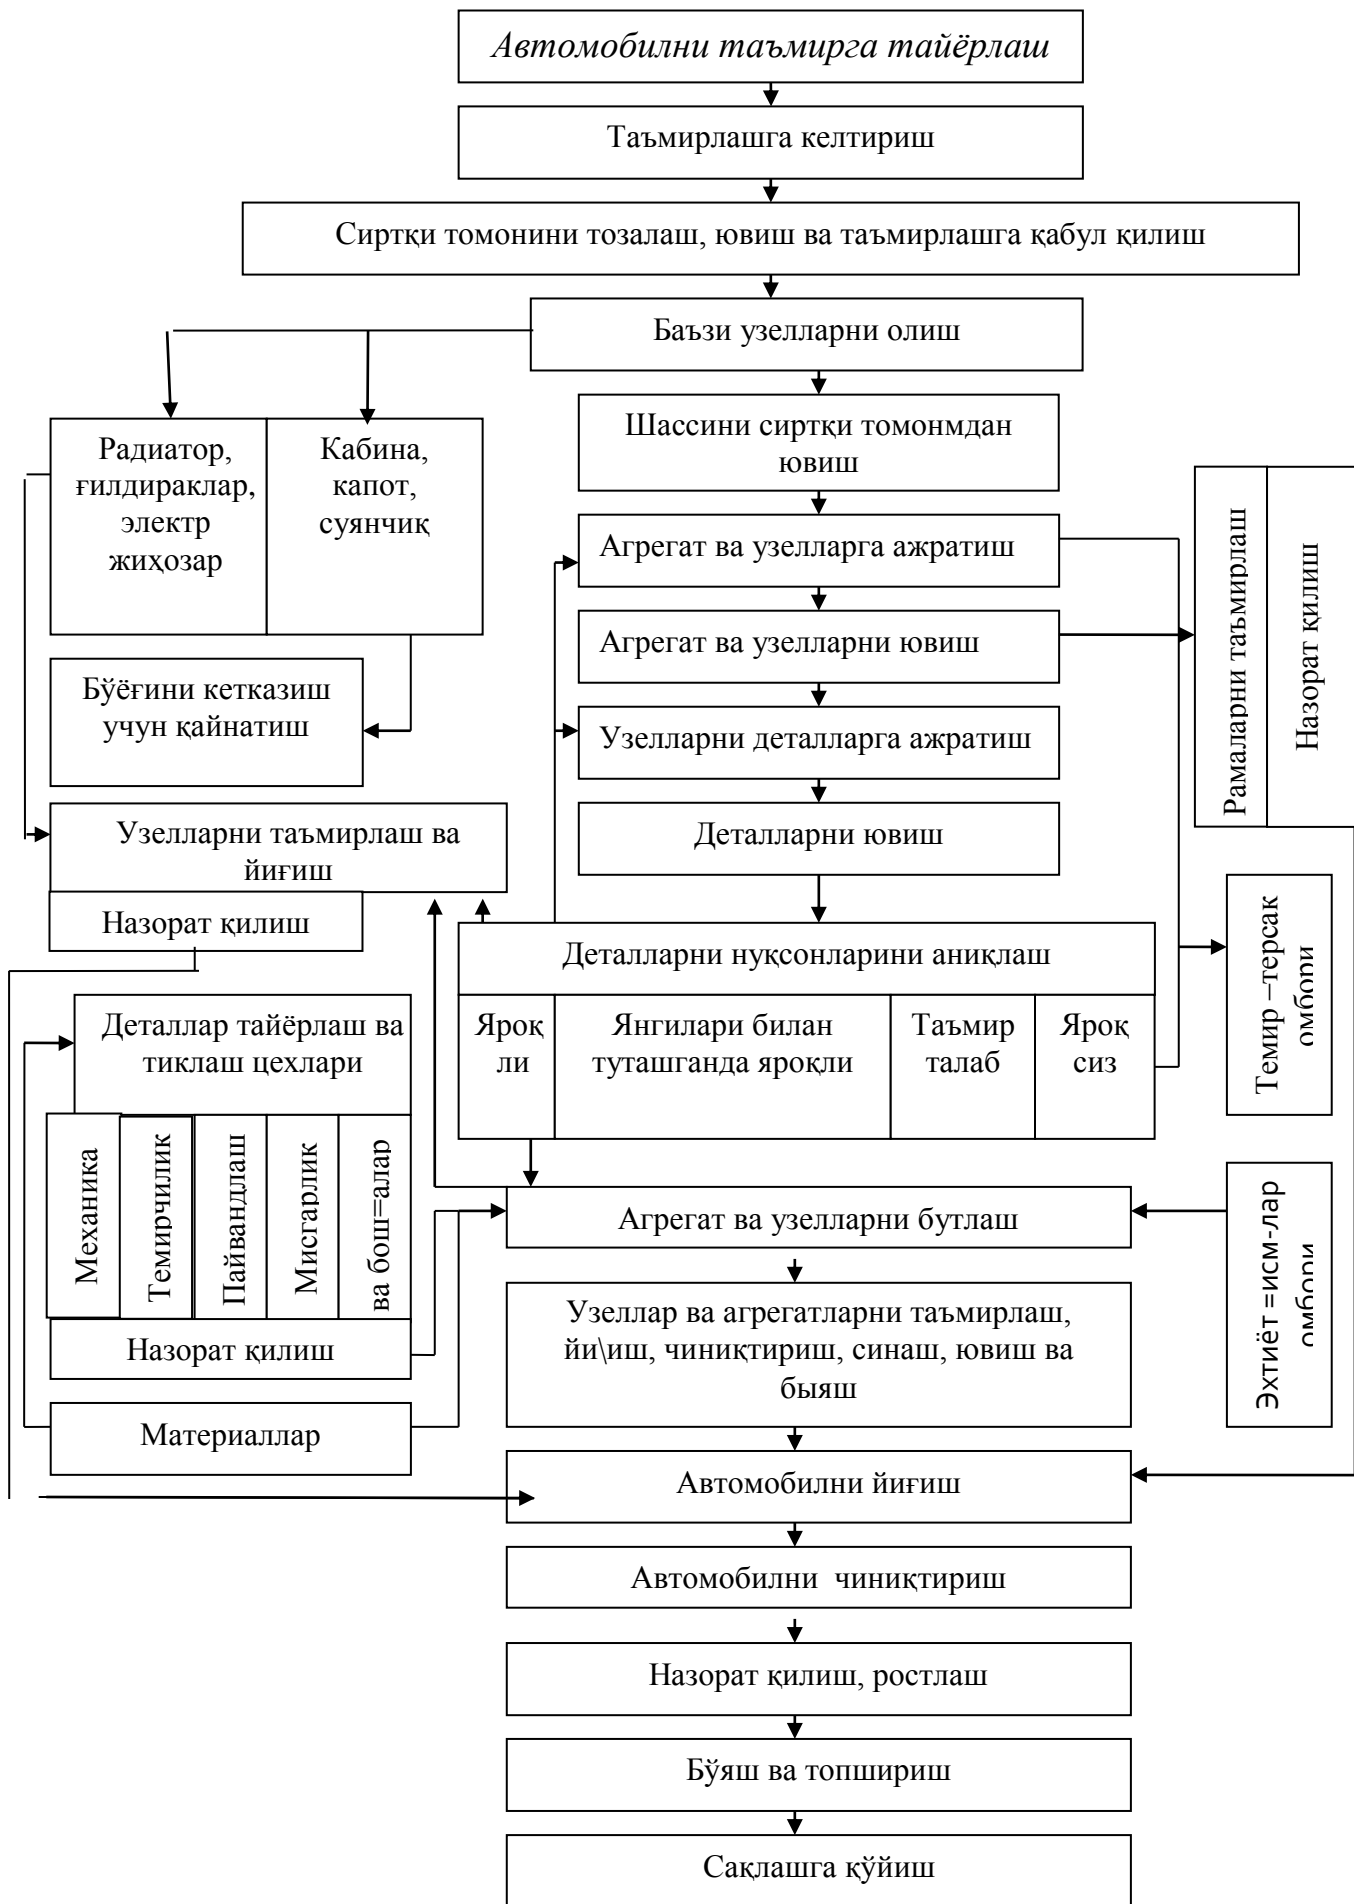 Автомобилни таъмирга тайёрлаш
Таъмирлашга келтириш
Сиртқи томонини тозалаш, ювиш ва таъмирлашга қабул қилиш
Баъзи узелларни олиш
Радиатор,
ғилдираклар,
электр
жиҳозар
Кабина,
капот,
суянчиқ
Шассини сиртқи томонмдан
ювиш
Агрегат ва узелларга ажратиш
Агрегат ва узелларни ювиш
Рамаларни таъмирлаш
Назорат қилиш
Бўёғини кетказиш
учун қайнатиш
Узелларни деталларга ажратиш
Узелларни таъмирлаш ва
йиғиш
Назорат қилиш
Деталларни ювиш
Деталларни нуқсонларини аниқлаш
Яроқ
ли
Янгилари билан
туташганда яроқли
Таъмир
талаб
Яроқ
сиз
Темир –терсак
омбори
Деталлар тайёрлаш ва
тиклаш цехлари
Механика
Темирчилик
Пайвандлаш
Мисгарлик
ва бош=алар
Назорат қилиш
Материаллар
Агрегат ва узелларни бутлаш
Эхтиёт =исм-лар
омбори
Узеллар ва агрегатларни таъмирлаш,
йи\иш, чиниқтириш, синаш, ювиш ва
быяш
Автомобилни йиғиш
Автомобилни чиниқтириш
Назорат қилиш, ростлаш
Бўяш ва топшириш
Сақлашга қўйиш